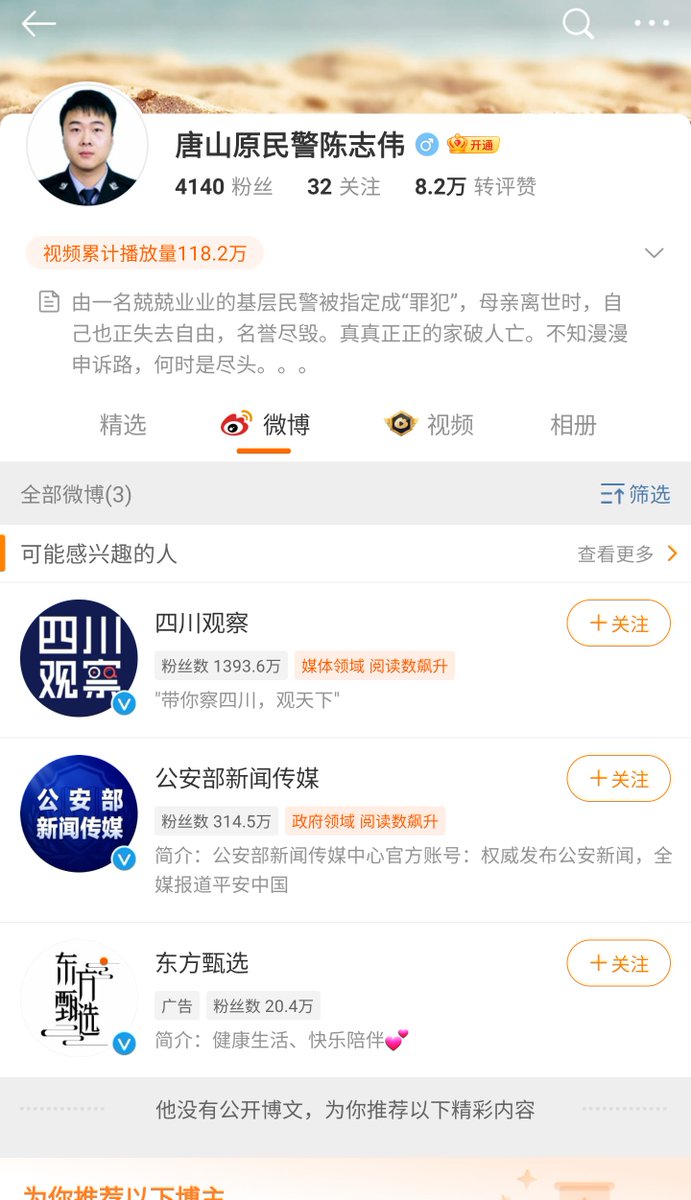 唐山原民警陈志伟 开通
4140 粉丝 32 关注 8.2万 转评赞
视频累计播放量118.2万
由一名兢兢业业的基层民警被指定成“罪犯”，母亲离世时，自
己也正失去自由，名誉尽毁。真真正正的家破人亡。不知漫漫
申诉路，何时是尽头。。。
精选 微博 视频 相册
全部微博(3) 筛选
可能感兴趣的人 查看更多
四川观察
四川观察
+关注
粉丝数 1393.6万 媒体领域 阅读数飙升
"带你察四川，观天下"
公安部
新闻传媒
公安部新闻传媒
+关注
粉丝数 314.5万 政府领域 阅读数飙升
简介：公安部新闻传媒中心官方账号：权威发布公安新闻，全
媒报道平安中国
东方甄选
东方甄选
+关注
广告 粉丝数 20.4万
简介：健康生活、快乐陪伴💕
他没有公开博文，为你推荐以下精彩内容
为你推荐以下博主